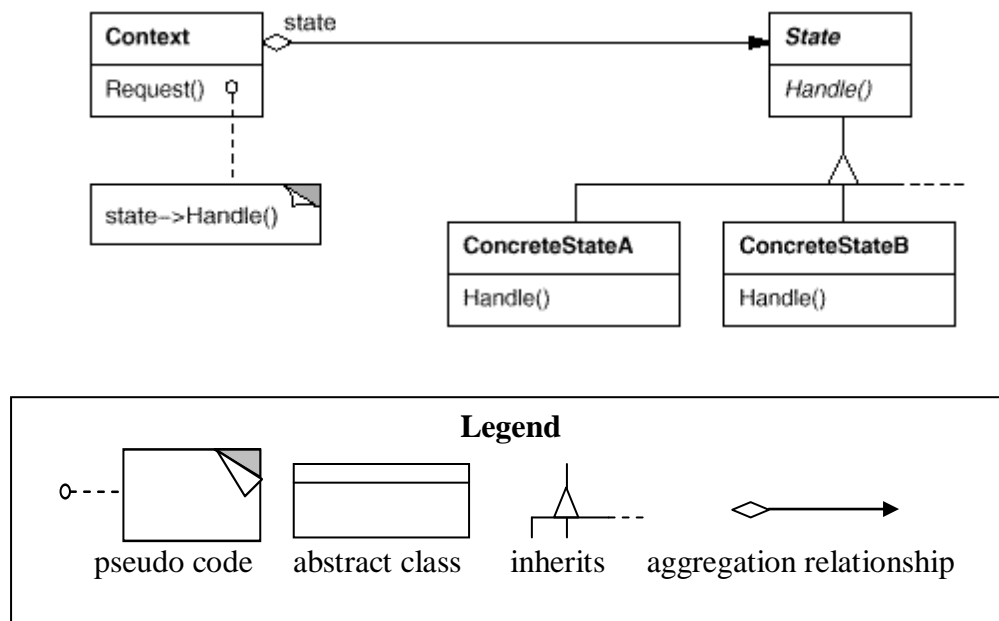 state
Context
State
Request()
Handle()
state->Handle()
ConcreteStateA
ConcreteStateB
Handle()
Handle()
Legend
pseudo code
abstract class
inherits
aggregation relationship